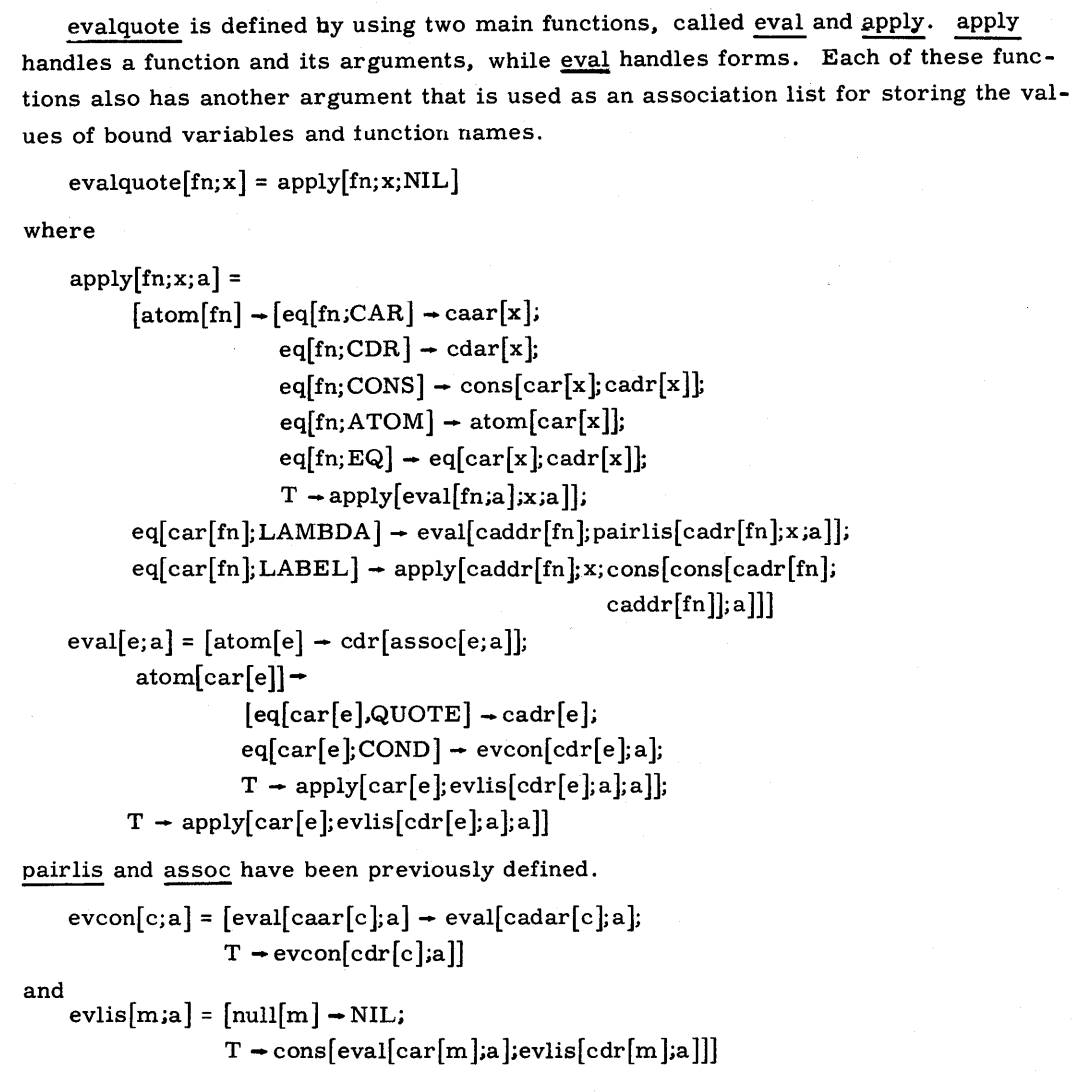 evalquote is defined by using two main functions, called eval and apply. apply
handles a function and its arguments, while eval handles forms. Each of these func-
tions also has another argument that is used as an association list for storing the val-
ues of bound variables and function names.
evalquote[fn;x] = apply[fn;x;NIL]
where
apply[fn;x;a] =
[atom[fn] → [eq[fn;CAR] → caar[x];
eq[fn;CDR] → cdar[x];
eq[fn;CONS] → cons[car[x];cadr[x]];
eq[fn;ATOM] → atom[car[x]];
eq[fn;EQ] → eq[car[x];cadr[x]];
T → apply[eval[fn;a];x;a]];
eq[car[fn];LAMBDA] → eval[caddr[fn];pairlis[cadr[fn];x;a]];
eq[car[fn];LABEL] → apply[caddr[fn];x;cons[cons[cadr[fn];
caddr[fn]];a]]]
eval[e;a] = [atom[e] → cdr[assoc[e;a]];
atom[car[e]] →
[eq[car[e],QUOTE] → cadr[e];
eq[car[e];COND] → evcon[cdr[e];a];
T → apply[car[e];evlis[cdr[e];a];a]];
T → apply[car[e];evlis[cdr[e];a];a]]
pairlis and assoc have been previously defined.
evcon[c;a] = [eval[caar[c];a] → eval[cadar[c];a];
T → evcon[cdr[c];a]]
and
evlis[m;a] = [null[m] → NIL;
T → cons[eval[car[m];a];evlis[cdr[m];a]]]